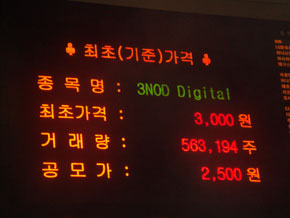 ♣ 최초(기준)가격 ♣
종 목 명 : 3NOD Digital
최초가격 : 3,000 원
거 래 량 : 563,194 주
공 모 가 : 2,500 원